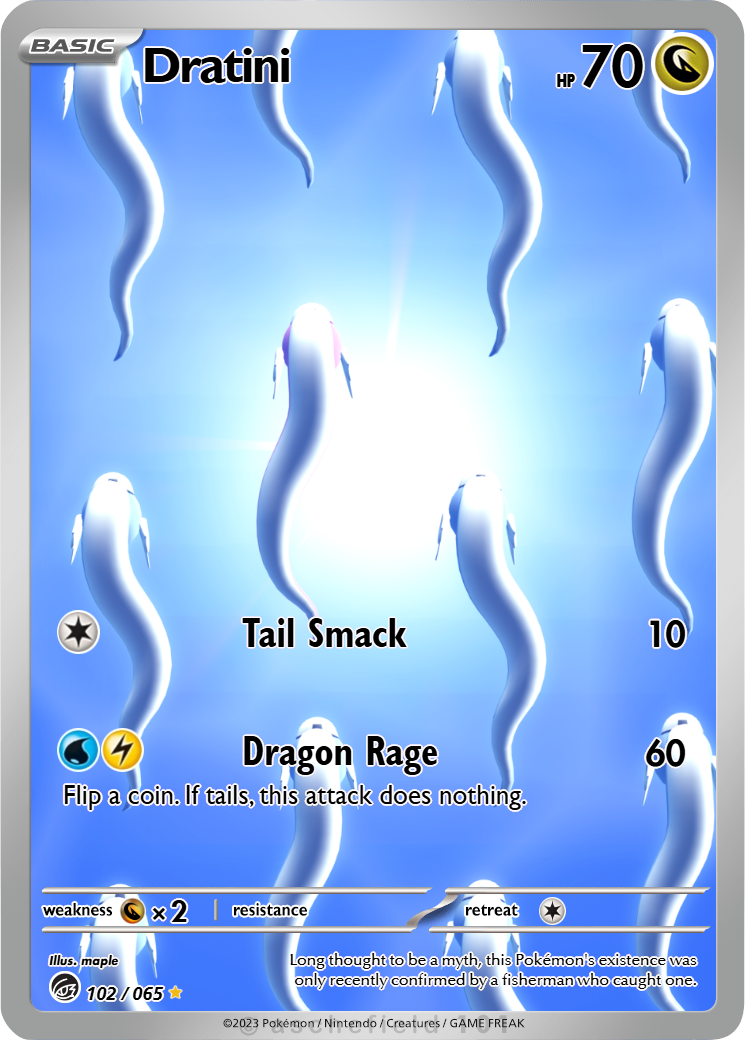 BASIC
Dratini
HP 70
Tail Smack 10
Dragon Rage 60
Flip a coin. If tails, this attack does nothing.
weakness ×2 resistance retreat
Illus. maple
Long thought to be a myth, this Pokémon's existence was
only recently confirmed by a fisherman who caught one.
102 / 065
©2023 Pokémon / Nintendo / Creatures / GAME FREAK